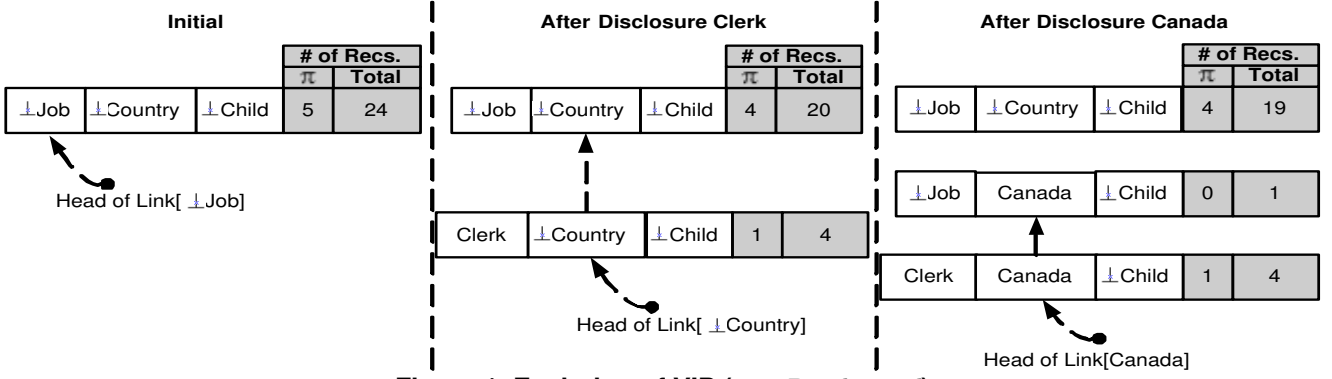 Initial
# of Recs.
π Total
⊥Job ⊥Country ⊥Child 5 24
Head of Link[ ⊥Job]
After Disclosure Clerk
# of Recs.
π Total
⊥Job ⊥Country ⊥Child 4 20
Clerk ⊥Country ⊥Child 1 4
Head of Link[ ⊥Country]
After Disclosure Canada
# of Recs.
π Total
⊥Job ⊥Country ⊥Child 4 19
⊥Job Canada ⊥Child 0 1
Clerk Canada ⊥Child 1 4
Head of Link[Canada]